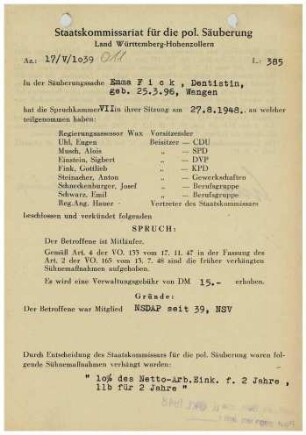 Staatskommissariat für die pol. Säuberung
Land Württemberg-Hohenzollern
Az.: 17/V/1039 011
L: 385
In der Säuberungssache Emma F i c k , Dentistin,
geb. 25.3.96, Wangen
hat die Spruchkammer VII in ihrer Sitzung am 27.8.1948. an welcher
teilgenommen haben:
Regierungsassessor Wax Vorsitzender
Uhl, Eugen Beisitzer — CDU
Musch, Alois „ — SPD
Einstein, Sigbert „ — DVP
Fink, Gottlieb „ — KPD
Steinacher, Anton „ — Gewerkschaften
Schneckenburger, Josef „ — Berufsgruppe
Schwarz, Emil „ — Berufsgruppe
Reg.Ang. Hauer Vertreter des Staatskommissars
beschlossen und verkündet folgenden
SPRUCH:
Der Betroffene ist Mitläufer.
Gemäß Art. 4 der VO. 133 vom 17. 11. 47 in der Fassung des
Art. 2 der VO. 165 vom 13. 7. 48 sind die früher verhängten
Sühnemaßnahmen aufgehoben.
Es wird eine Verwaltungsgebühr von DM 15.- erhoben.
Gründe:
Der Betroffene war Mitglied NSDAP seit 39, NSV
Durch Entscheidung des Staatskommissars für die pol. Säuberung waren fol-
gende Sühnemaßnahmen verhängt worden:
" 10% des Netto-Arb.Eink. f. 2 Jahre ,
11b für 2 Jahre "